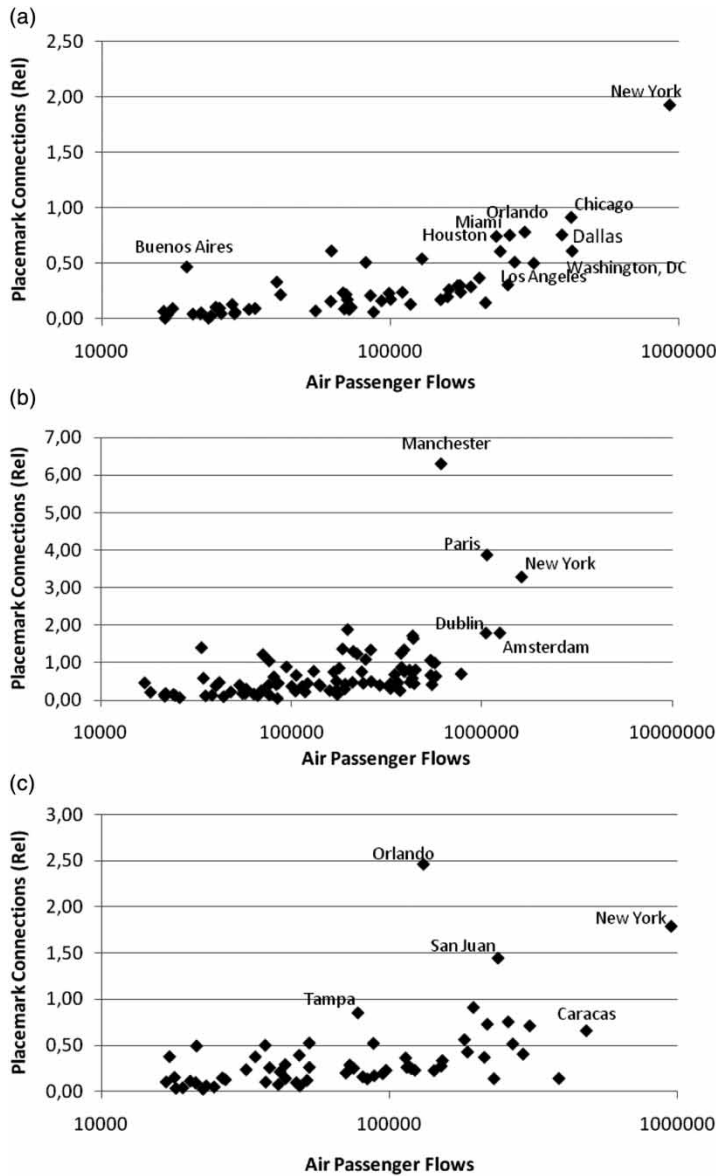 (a)
Placemark Connections (Rel)
2,50
2,00
1,50
1,00
0,50
0,00
New York
Chicago
Orlando
Miami
Houston
Dallas
Buenos Aires
Washington, DC
Los Angeles
10000
100000
1000000
Air Passenger Flows
(b)
Placemark Connections (Rel)
7,00
6,00
5,00
4,00
3,00
2,00
1,00
0,00
Manchester
Paris
New York
Dublin
Amsterdam
10000
100000
1000000
10000000
Air Passenger Flows
(c)
Placemark Connections (Rel)
3,00
2,50
2,00
1,50
1,00
0,50
0,00
Orlando
New York
San Juan
Tampa
Caracas
10000
100000
1000000
Air Passenger Flows